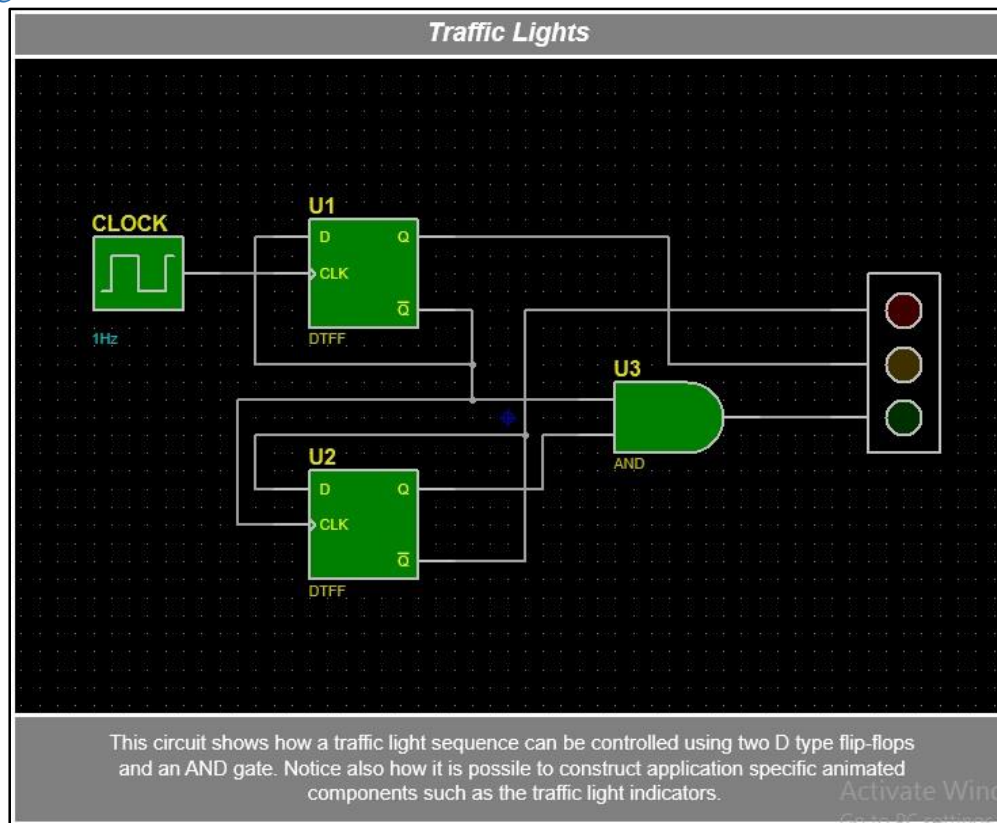 Traffic Lights
CLOCK
1Hz
U1
D Q
CLK
Q
DTFF
U3
AND
U2
D Q
CLK
Q
DTFF
This circuit shows how a traffic light sequence can be controlled using two D type flip-flops
and an AND gate. Notice also how it is possile to construct application specific animated
components such as the traffic light indicators.
Activate Wind